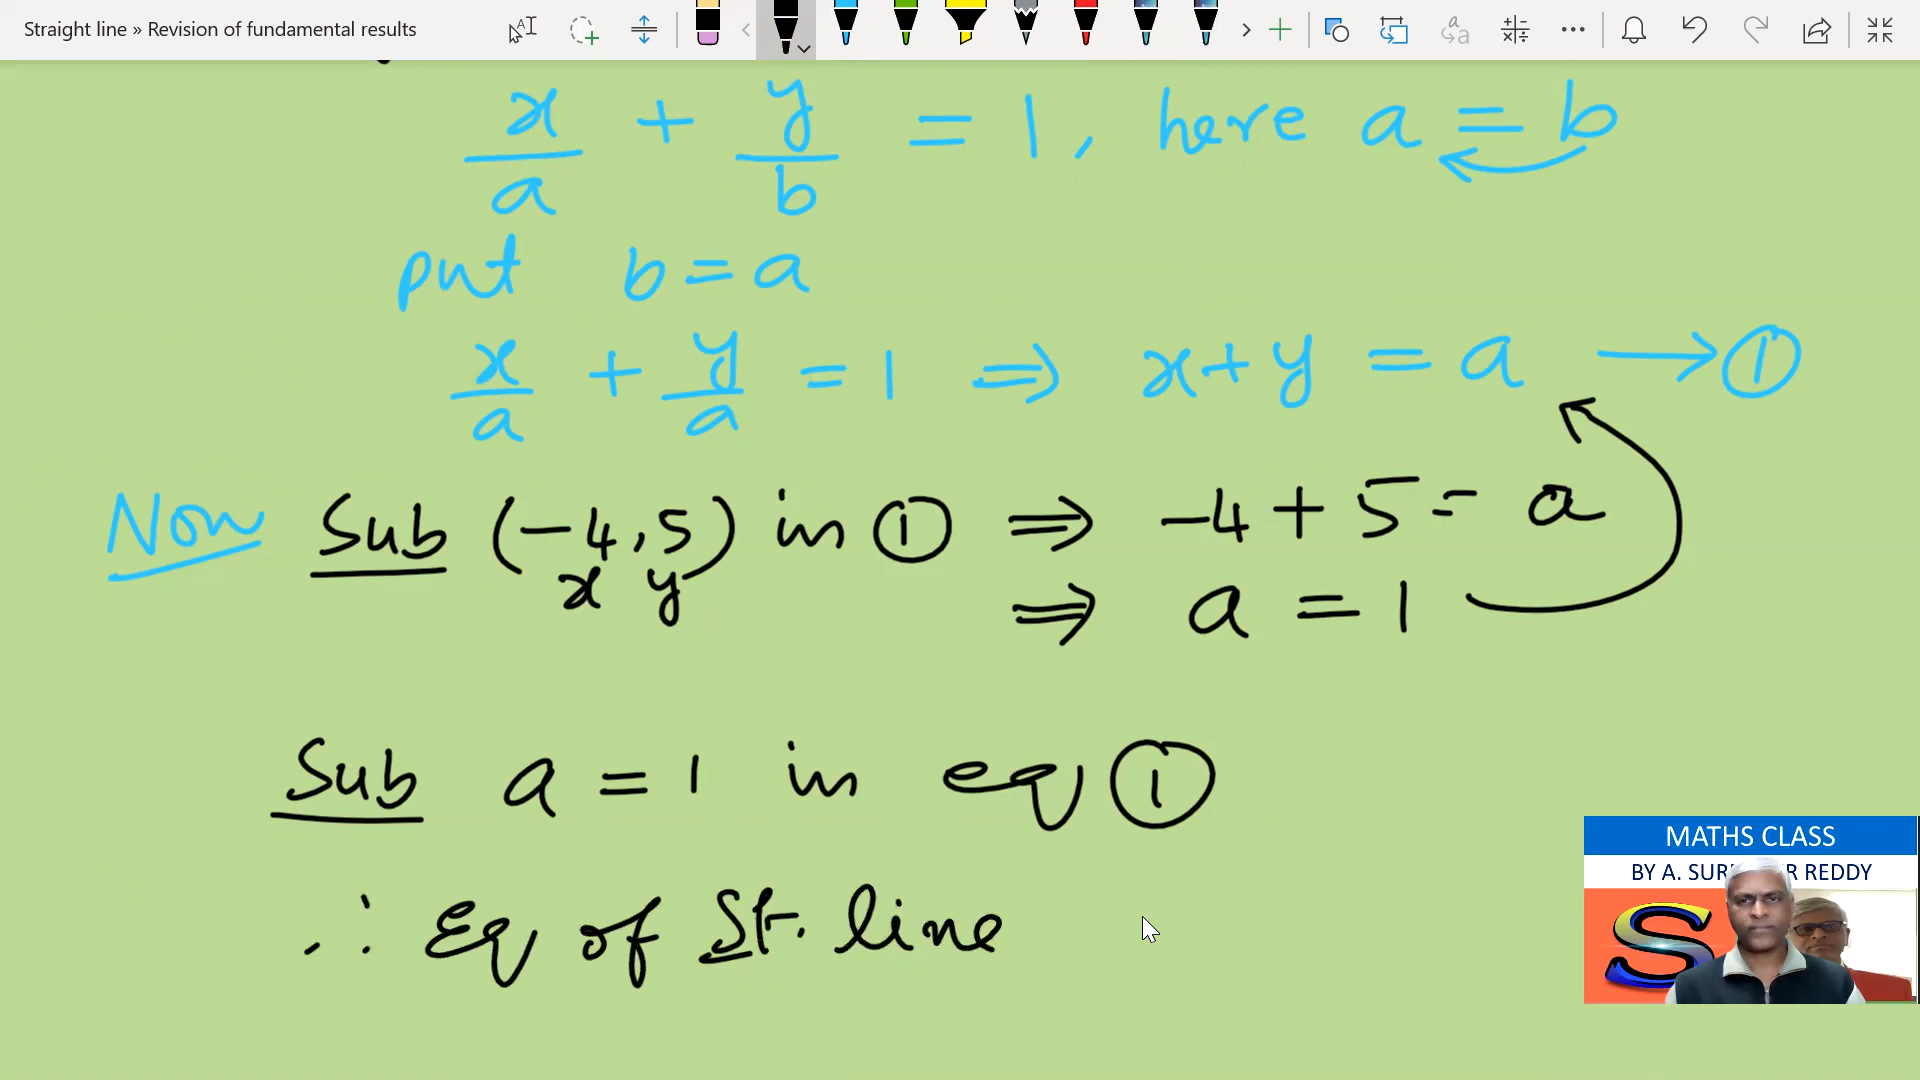 Straight line » Revision of fundamental results
x/a + y/b = 1, here a = b
put b = a
x/a + y/a = 1 ⇒ x+y = a → ①
Now Sub (-4, 5) in ① ⇒ -4 + 5 = a
x y
⇒ a = 1
Sub a = 1 in eq ①
∴ Eq of St. line
MATHS CLASS
BY A. REDDY
S